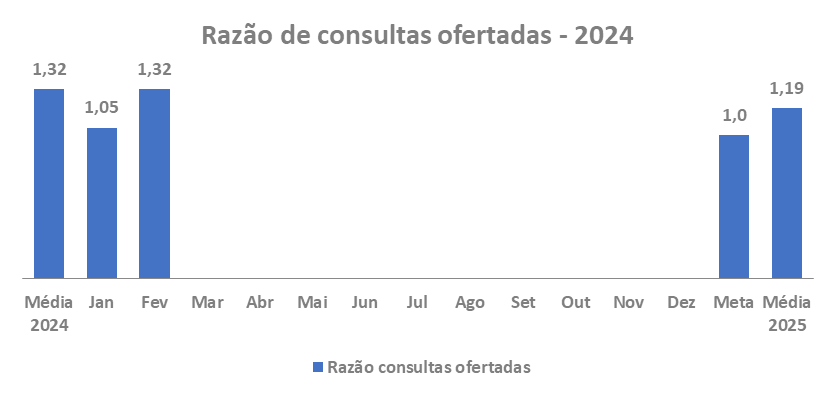 Razão de consultas ofertadas - 2024
1,32
1,05
1,32
1,0
1,19
Média 2024
Jan
Fev
Mar
Abr
Mai
Jun
Jul
Ago
Set
Out
Nov
Dez
Meta
Média 2025
Razão consultas ofertadas